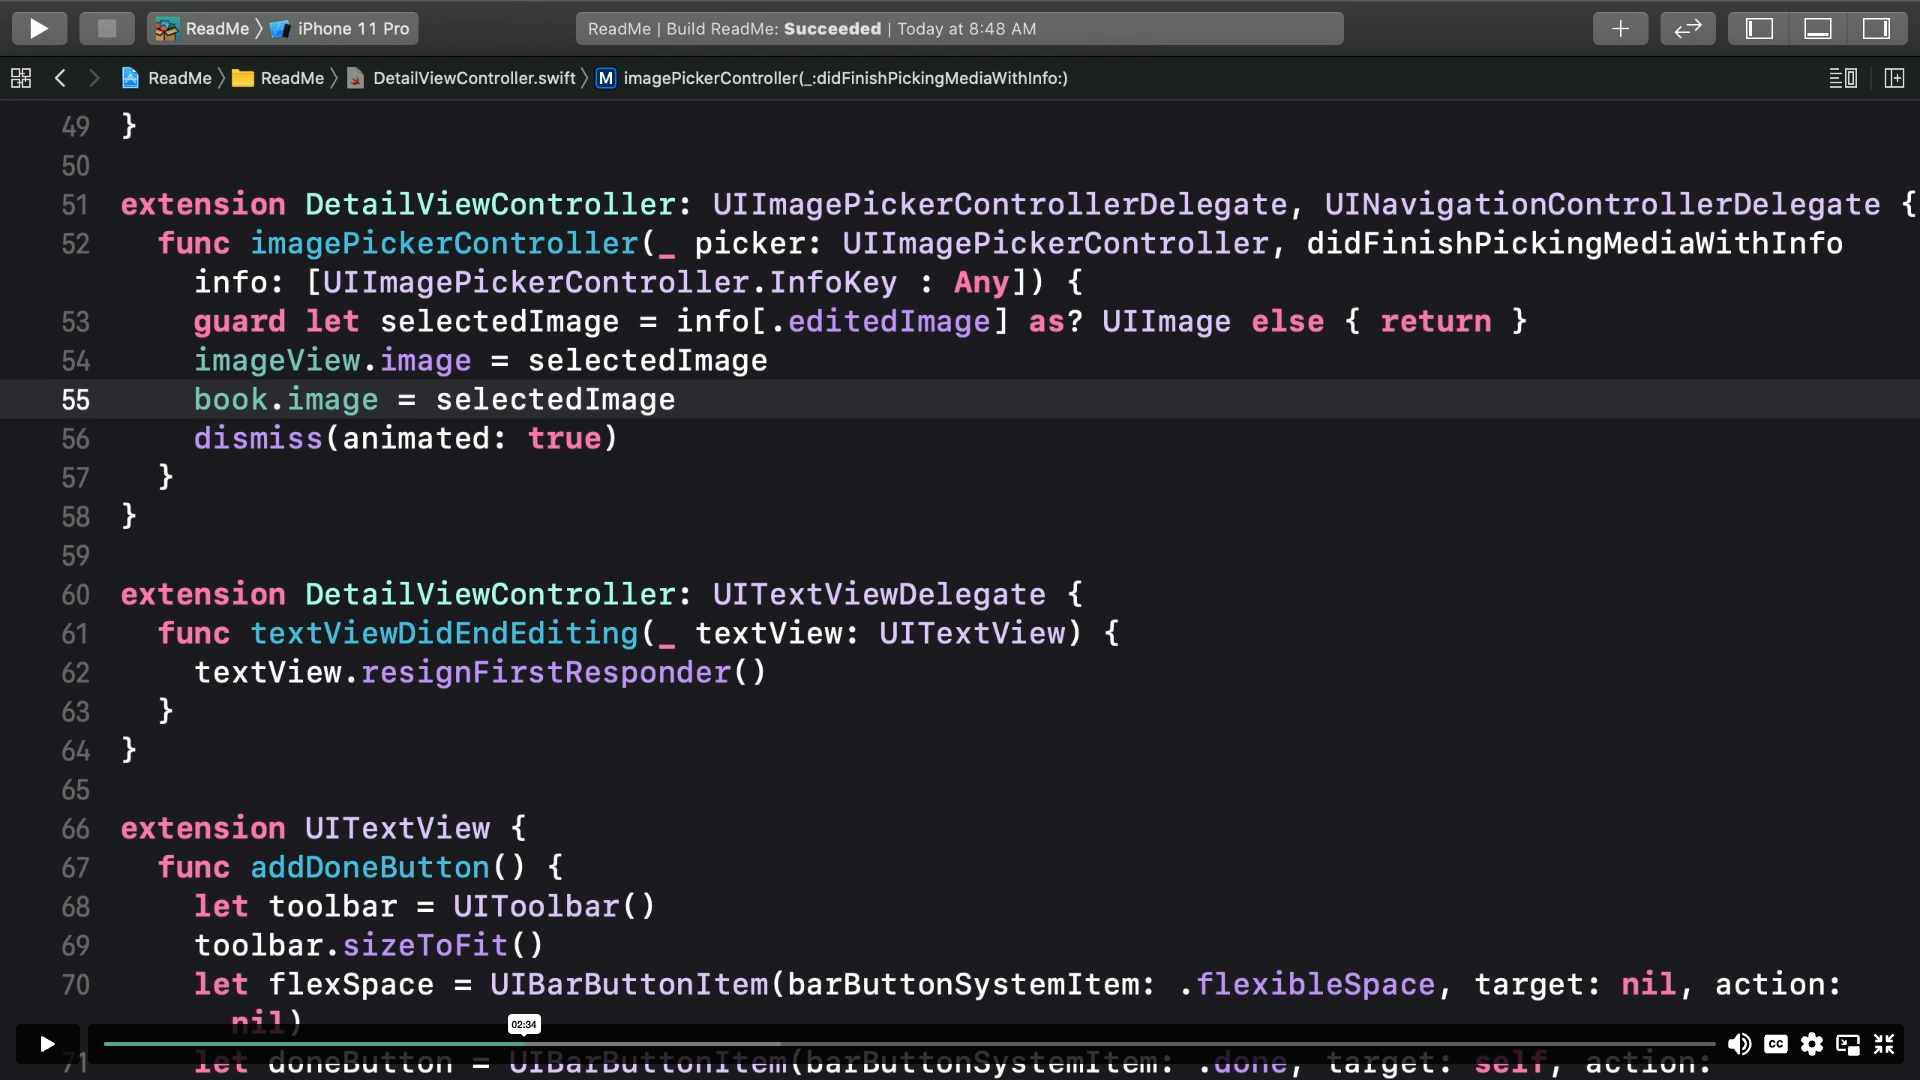 ReadMe 〉 iPhone 11 Pro
ReadMe | Build ReadMe: Succeeded | Today at 8:48 AM
ReadMe 〉 ReadMe 〉 DetailViewController.swift 〉 M imagePickerController(_:didFinishPickingMediaWithInfo:)
49 }
50
51 extension DetailViewController: UIImagePickerControllerDelegate, UINavigationControllerDelegate {
52 func imagePickerController(_ picker: UIImagePickerController, didFinishPickingMediaWithInfo
info: [UIImagePickerController.InfoKey : Any]) {
53 guard let selectedImage = info[.editedImage] as? UIImage else { return }
54 imageView.image = selectedImage
55 book.image = selectedImage
56 dismiss(animated: true)
57 }
58 }
59
60 extension DetailViewController: UITextViewDelegate {
61 func textViewDidEndEditing(_ textView: UITextView) {
62 textView.resignFirstResponder()
63 }
64 }
65
66 extension UITextView {
67 func addDoneButton() {
68 let toolbar = UIToolbar()
69 toolbar.sizeToFit()
70 let flexSpace = UIBarButtonItem(barButtonSystemItem: .flexibleSpace, target: nil, action:
nil)
02:34
71 let doneButton = UIBarButtonItem(barButtonSystemItem: .done, target: self, action:
CC